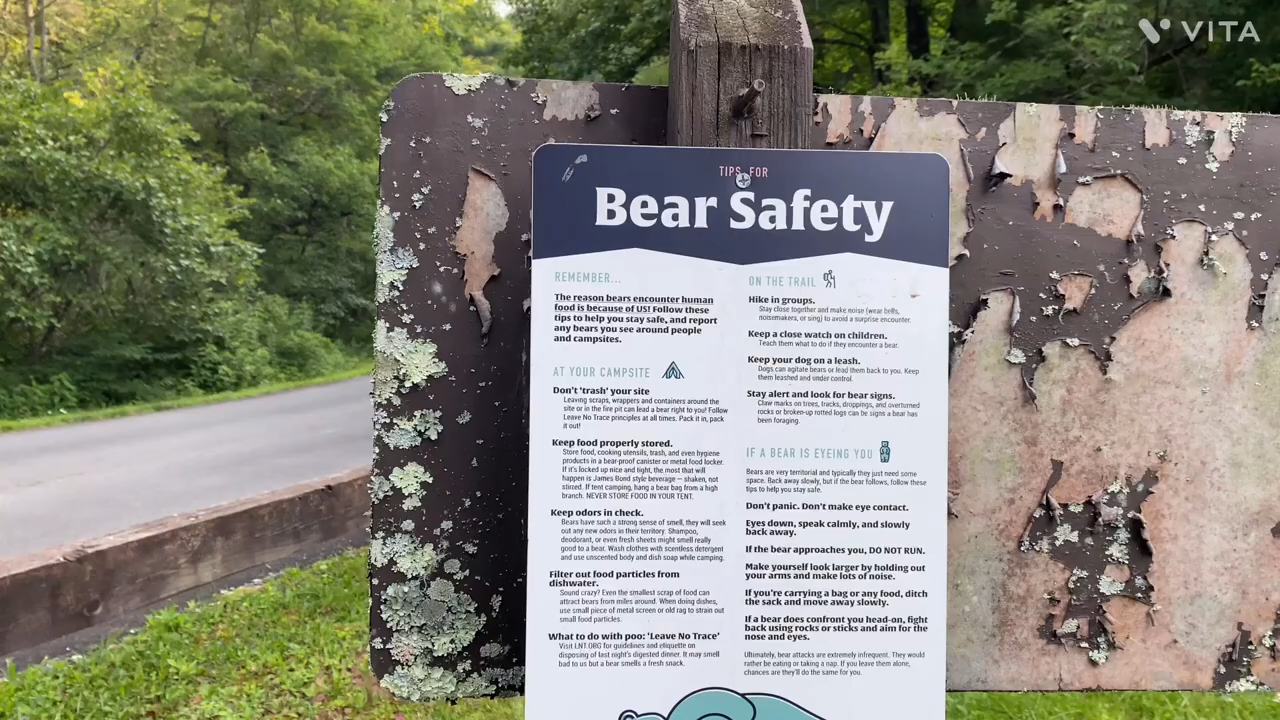 VITA
TIPS FOR
Bear Safety
REMEMBER...
The reason bears encounter human
food is because of US! Follow these
tips to help you stay safe, and report
any bears you see around people
and campsites.
AT YOUR CAMPSITE
Don't 'trash' your site
Leaving scraps, wrappers and containers around the
site or in the fire pit can lead a bear right to you! Follow
Leave No Trace principles at all times. Pack it in, pack
it out!
Keep food properly stored.
Store food, cooking utensils, trash, and even hygiene
products in a bear-proof canister or metal food locker.
If it's locked up nice and tight, the most that will
happen is James Bond style beverage — shaken, not
stirred. If tent camping, hang a bear bag from a high
branch. NEVER STORE FOOD IN YOUR TENT.
Keep odors in check.
Bears have such a strong sense of smell, they will seek
out any new odors in their territory. Shampoo,
deodorant, or even fresh sheets might smell really
good to a bear. Wash clothes with scentless detergent
and use unscented body and dish soap while camping.
Filter out food particles from
dishwater.
Sound crazy? Even the smallest scrap of food can
attract bears from miles around. When doing dishes,
use small piece of metal screen or old rag to strain out
small food particles.
What to do with poo: 'Leave No Trace'
Visit LNT.ORG for guidelines and etiquette on
disposing of last night's digested dinner. It may smell
bad to us but a bear smells a fresh snack.
ON THE TRAIL
Hike in groups.
Stay close together and make noise (wear bells,
noisemakers, or sing) to avoid a surprise encounter.
Keep a close watch on children.
Teach them what to do if they encounter a bear.
Keep your dog on a leash.
Dogs can agitate bears or lead them back to you. Keep
them leashed and under control.
Stay alert and look for bear signs.
Claw marks on trees, tracks, droppings, and overturned
rocks or broken-up rotted logs can be signs a bear has
been foraging.
IF A BEAR IS EYEING YOU
Bears are very territorial and typically they just need some
space. Back away slowly, but if the bear follows, follow these
tips to help you stay safe.
Don't panic. Don't make eye contact.
Eyes down, speak calmly, and slowly
back away.
If the bear approaches you, DO NOT RUN.
Make yourself look larger by holding out
your arms and make lots of noise.
If you're carrying a bag or any food, ditch
the sack and move away slowly.
If a bear does confront you head-on, fight
back using rocks or sticks and aim for the
nose and eyes.
Ultimately, bear attacks are extremely infrequent. They would
rather be eating or taking a nap. If you leave them alone,
chances are they'll do the same for you.